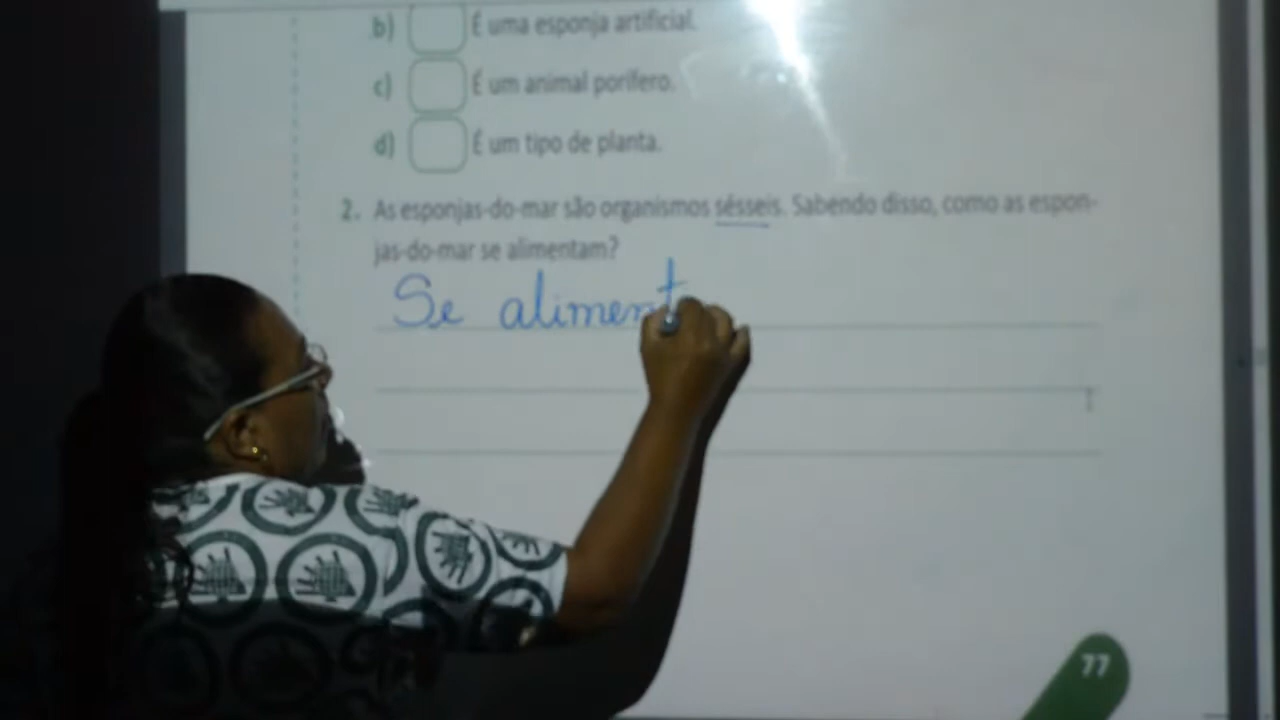 b) É uma esponja artificial.
c) É um animal porífero.
d) É um tipo de planta.
2. As esponjas-do-mar são organismos sésseis. Sabendo disso, como as espon-
jas-do-mar se alimentam?
Se aliment
77